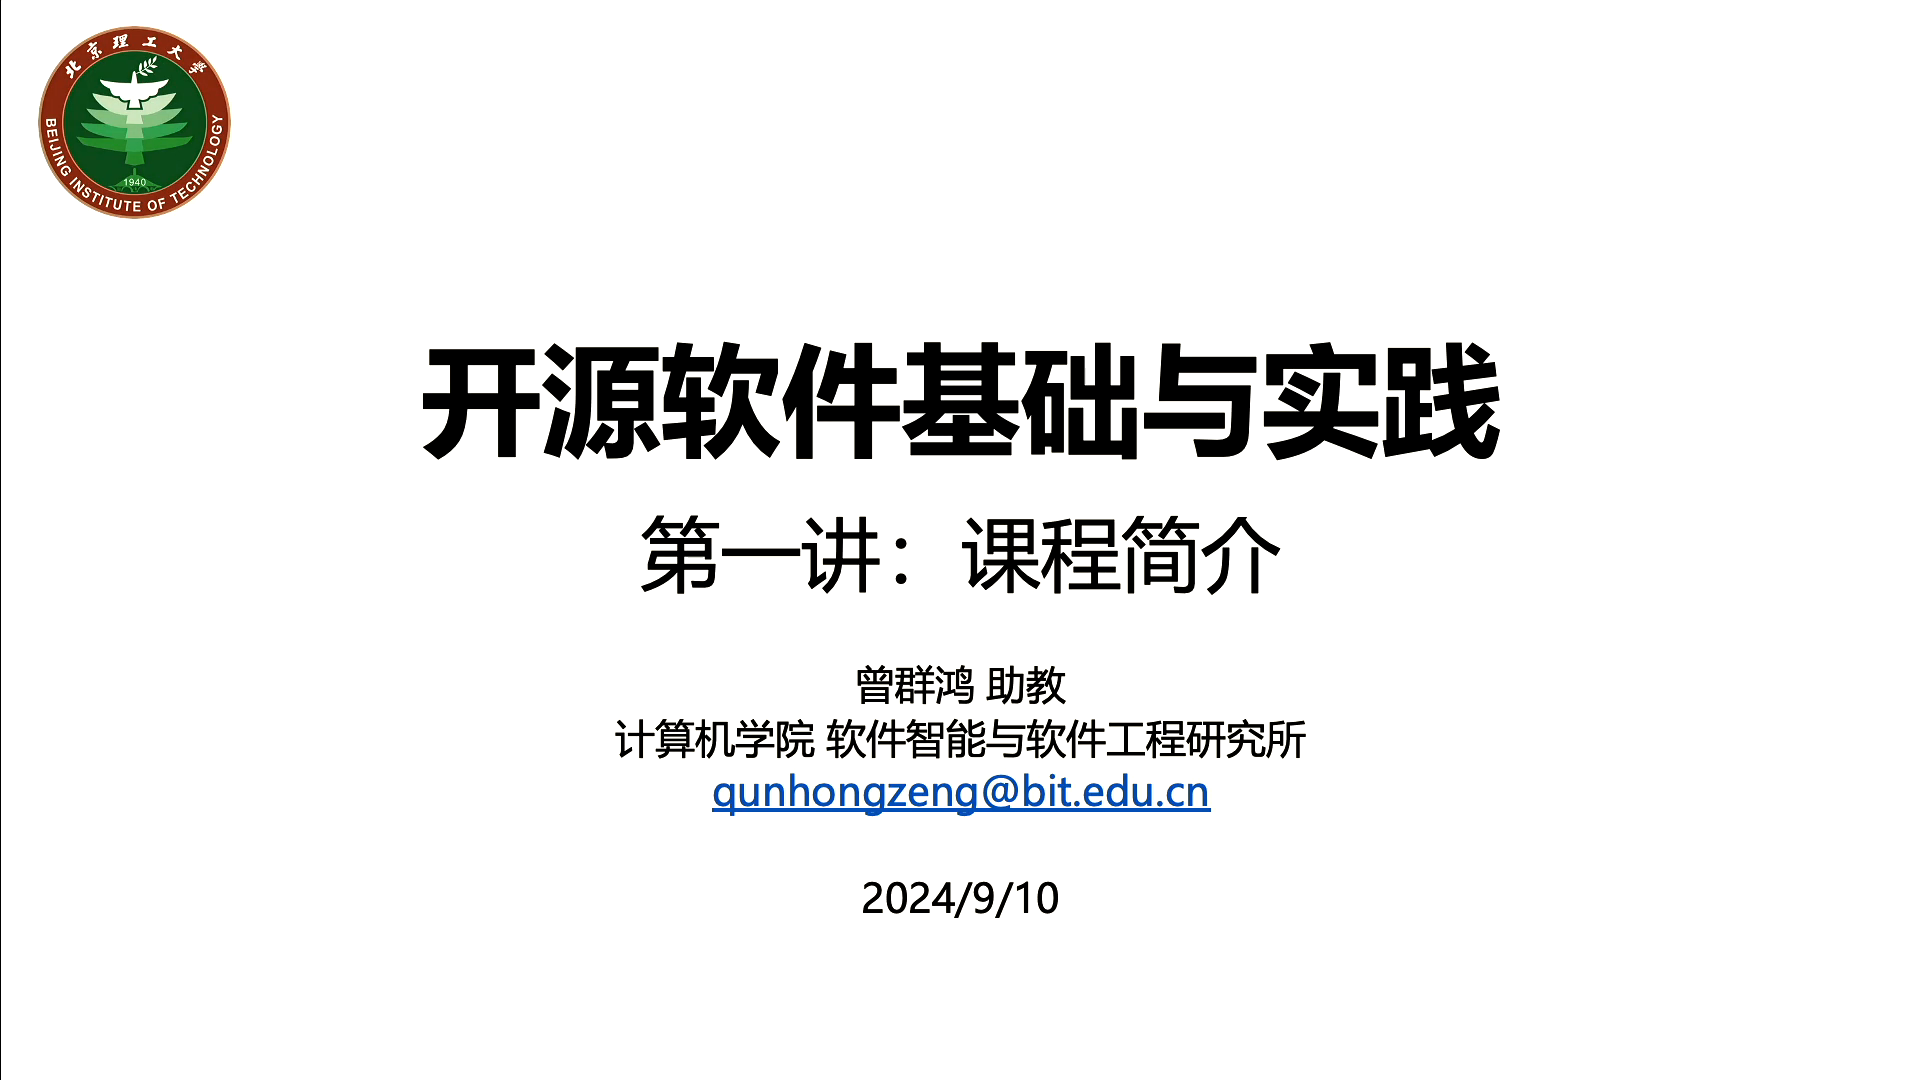 北京理工大学
BEIJING INSTITUTE OF TECHNOLOGY
1940
开源软件基础与实践
第一讲：课程简介
曾群鸿 助教
计算机学院 软件智能与软件工程研究所
qunhongzeng@bit.edu.cn
2024/9/10